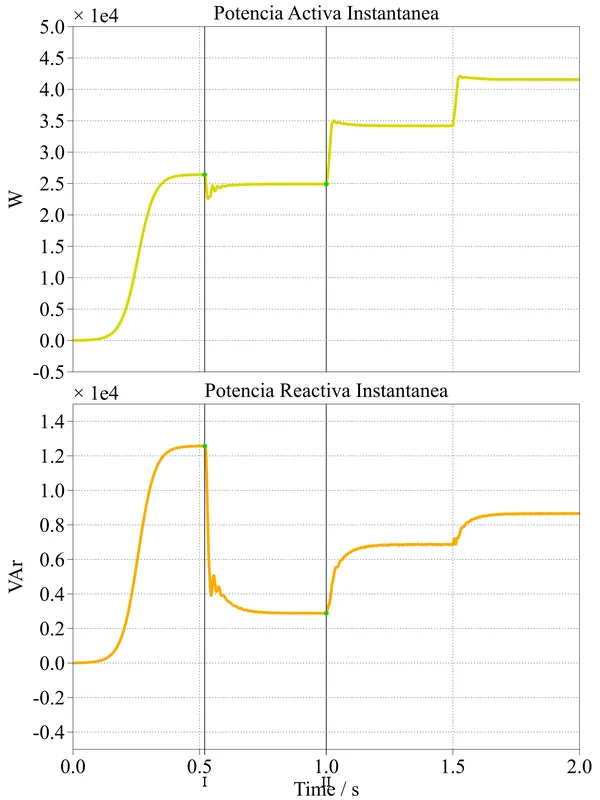 Potencia Activa Instantanea
× 1e4
5.0
4.5
4.0
3.5
3.0
2.5
2.0
1.5
1.0
0.5
0.0
-0.5
W
Potencia Reactiva Instantanea
× 1e4
1.4
1.2
1.0
0.8
0.6
0.4
0.2
0.0
-0.2
-0.4
VAr
0.0 0.5 1.0 1.5 2.0
I II
Time / s